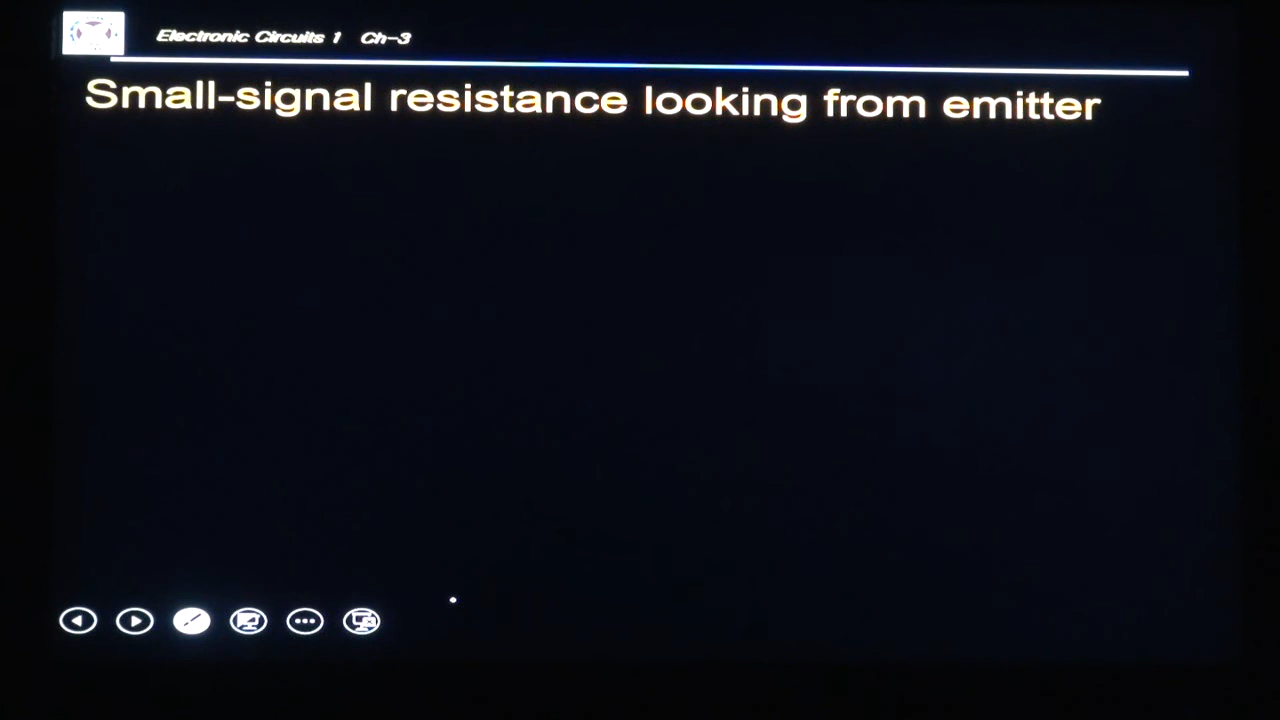 Electronic Circuits 1 Ch-3
Small-signal resistance looking from emitter